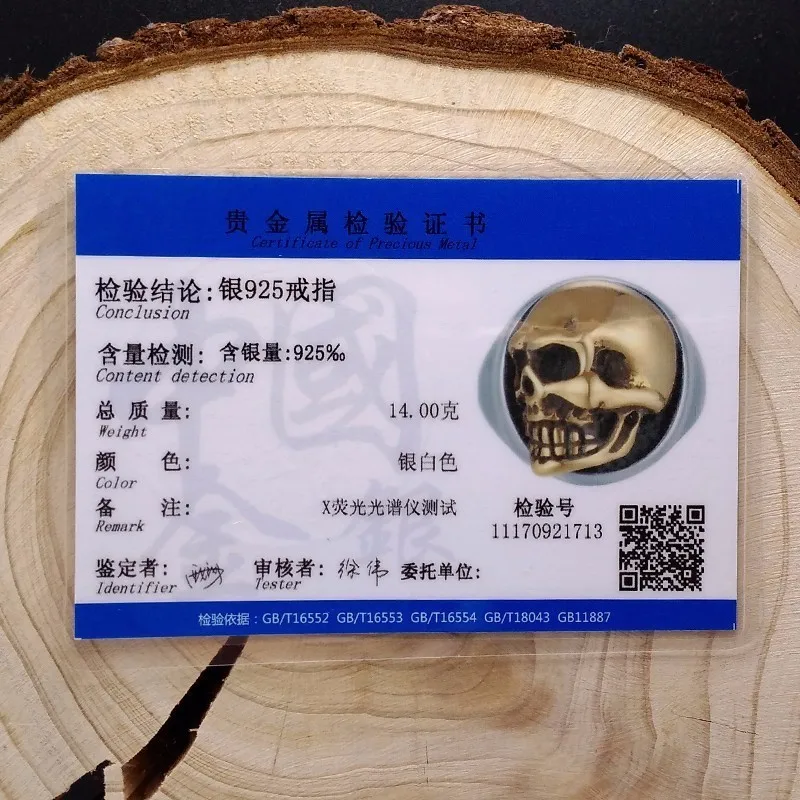 贵金属检验证书
Certificate of Precious Metal
检验结论:银925戒指
Conclusion
含量检测: 含银量:925‰
Content detection
总 质 量: 14.00克
Weight
颜 色: 银白色
Color
备 注: X荧光光谱仪测试
Remark
检验号
11170921713
鉴定者: 审核者: 徐伟 委托单位:
Identifier Tester
检验依据：GB/T16552 GB/T16553 GB/T16554 GB/T18043 GB11887
中國
金銀